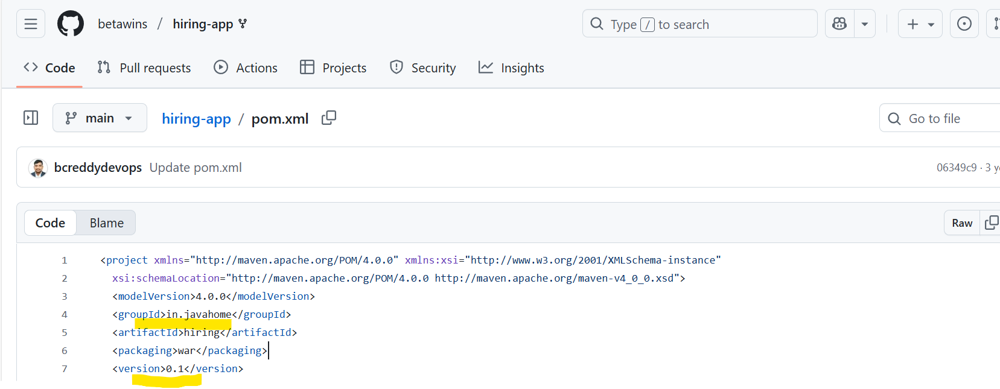 betawins / hiring-app
Type / to search
Code Pull requests Actions Projects Security Insights
main
hiring-app / pom.xml
Go to file
bcreddydevops Update pom.xml
06349c9 · 3
Code Blame
Raw
1 <project xmlns="http://maven.apache.org/POM/4.0.0" xmlns:xsi="http://www.w3.org/2001/XMLSchema-instance"
2 xsi:schemaLocation="http://maven.apache.org/POM/4.0.0 http://maven.apache.org/maven-v4_0_0.xsd">
3 <modelVersion>4.0.0</modelVersion>
4 <groupId>in.javahome</groupId>
5 <artifactId>hiring</artifactId>
6 <packaging>war</packaging>
7 <version>0.1</version>